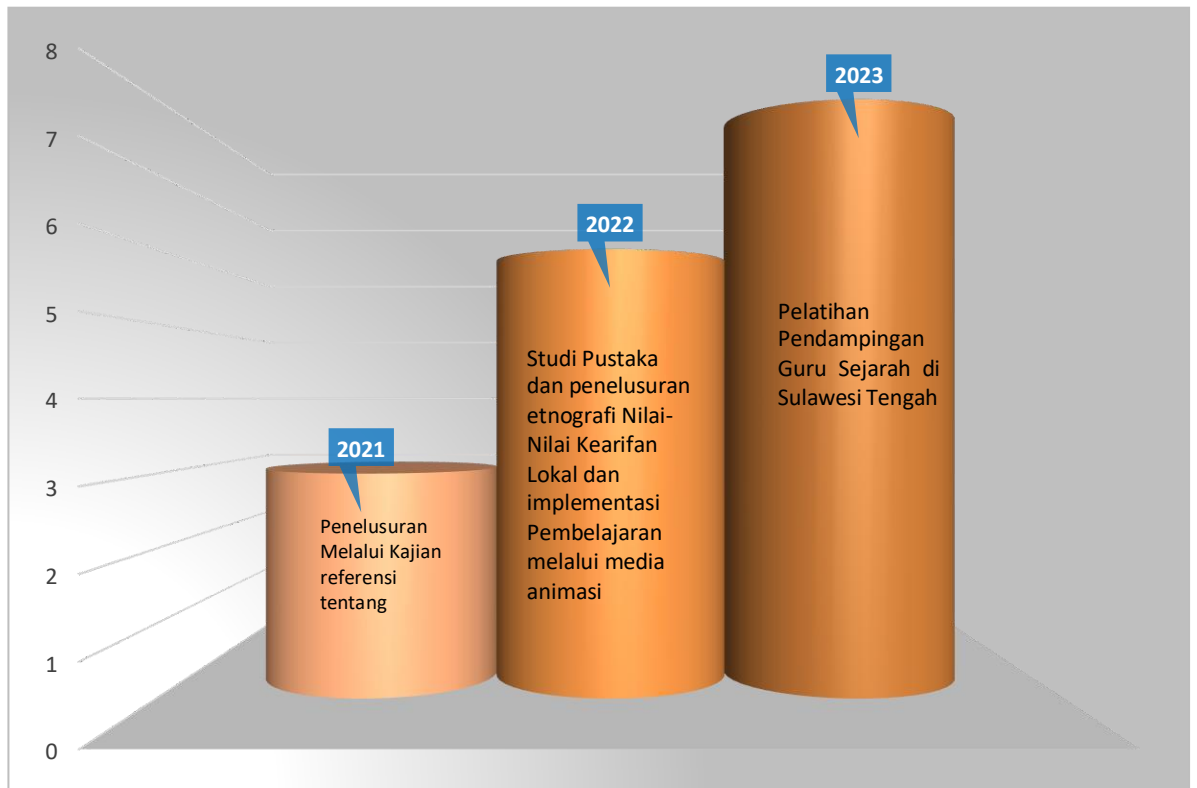 8
7
6
5
4
3
2
1
0
2021
Penelusuran
Melalui Kajian
referensi
tentang
2022
Studi Pustaka
dan penelusuran
etnografi Nilai-
Nilai Kearifan
Lokal dan
implementasi
Pembelajaran
melalui media
animasi
2023
Pelatihan
Pendampingan
Guru Sejarah di
Sulawesi Tengah